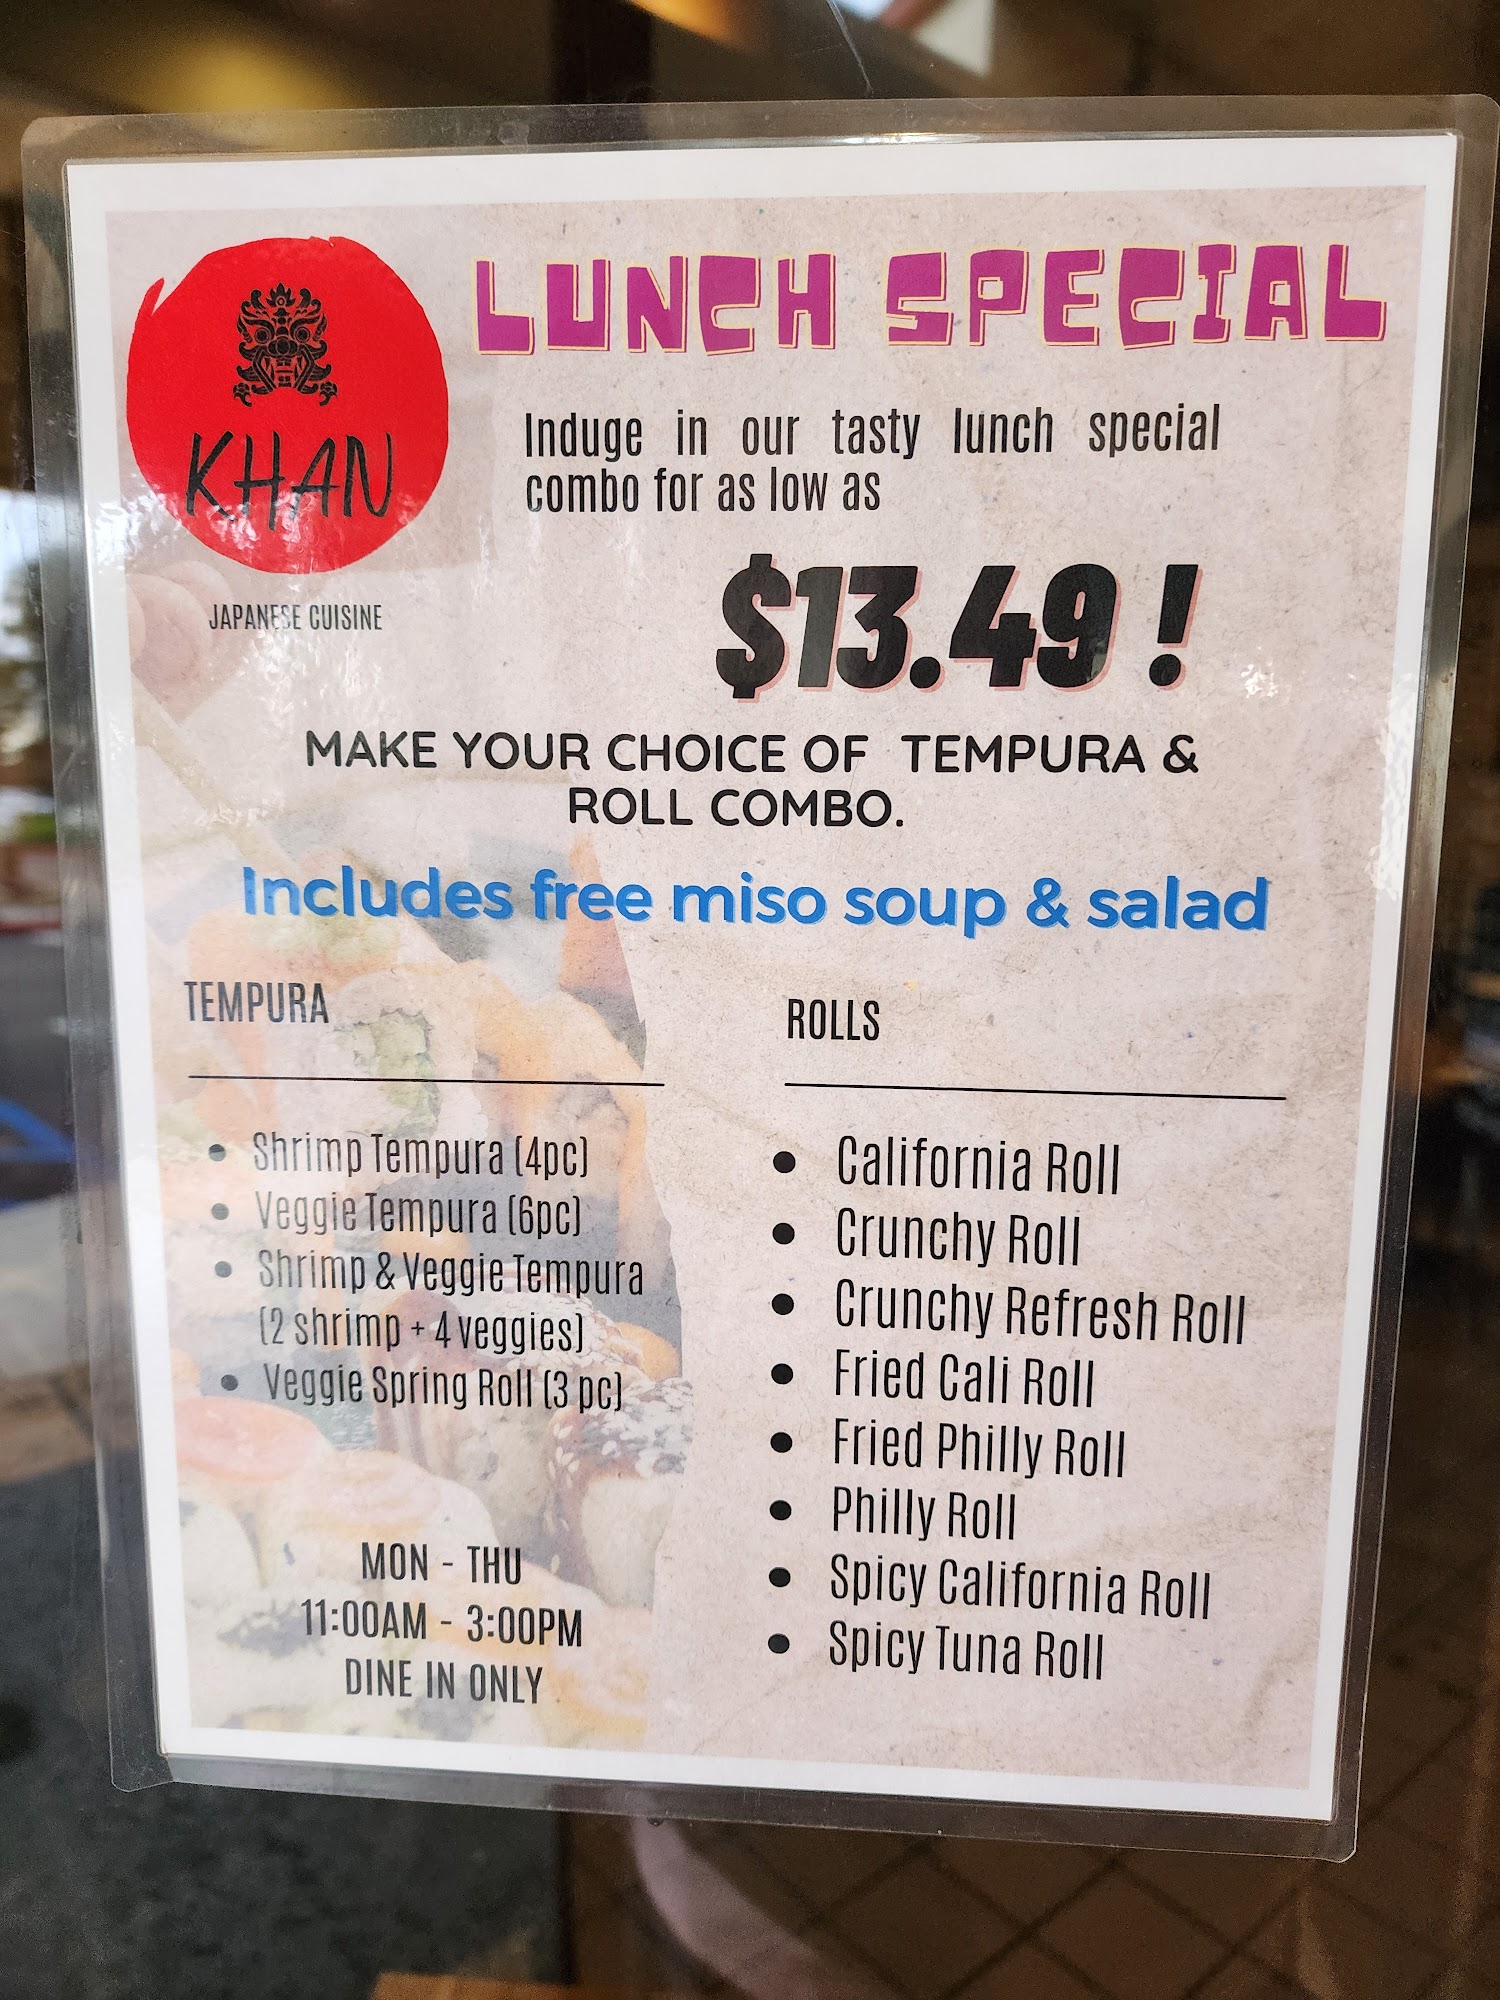 KHAN
JAPANESE CUISINE
LUNCH SPECIAL
Induge in our tasty lunch special
combo for as low as
$13.49 !
MAKE YOUR CHOICE OF TEMPURA &
ROLL COMBO.
Includes free miso soup & salad
TEMPURA
• Shrimp Tempura (4pc)
• Veggie Tempura (6pc)
• Shrimp & Veggie Tempura
(2 shrimp + 4 veggies)
• Veggie Spring Roll (3 pc)
MON - THU
11:00AM - 3:00PM
DINE IN ONLY
ROLLS
• California Roll
• Crunchy Roll
• Crunchy Refresh Roll
• Fried Cali Roll
• Fried Philly Roll
• Philly Roll
• Spicy California Roll
• Spicy Tuna Roll